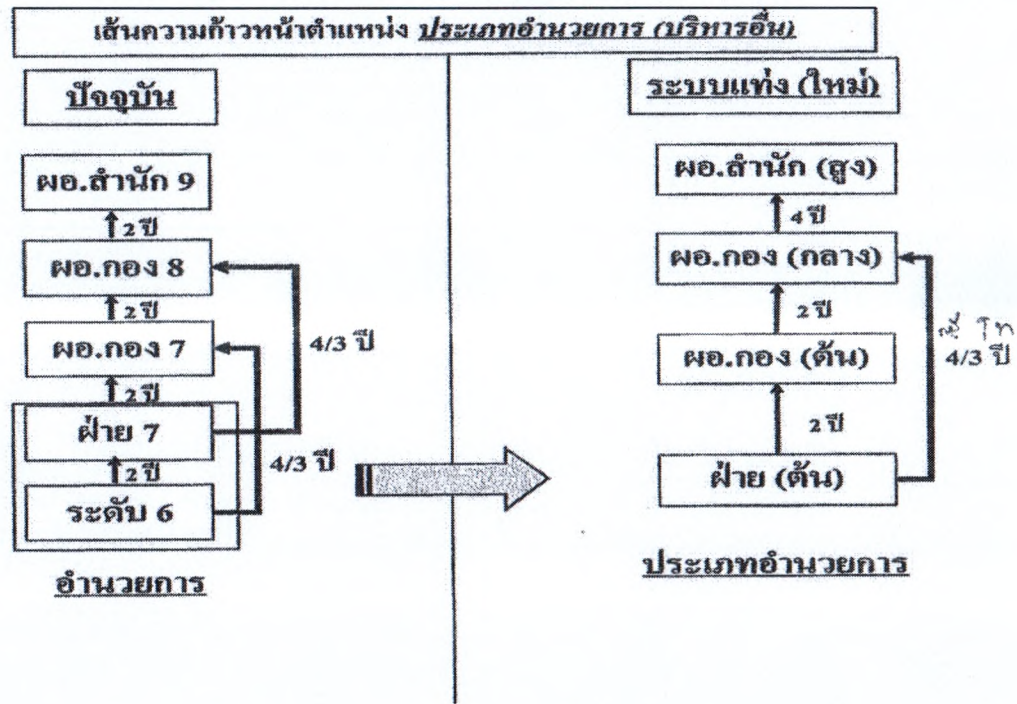 เส้นความก้าวหน้าตำแหน่ง ประเภทอำนวยการ (บริหารอื่น)
ปัจจุบัน
ผอ.สำนัก 9
2 ปี
ผอ.กอง 8
2 ปี
ผอ.กอง 7
4/3 ปี
2 ปี
ฝ่าย 7
4/3 ปี
2 ปี
ระดับ 6
อำนวยการ
ระบบแท่ง (ใหม่)
ผอ.สำนัก (สูง)
4 ปี
ผอ.กอง (กลาง)
2 ปี
4/3 ปี
ผอ.กอง (ต้น)
2 ปี
ฝ่าย (ต้น)
ประเภทอำนวยการ